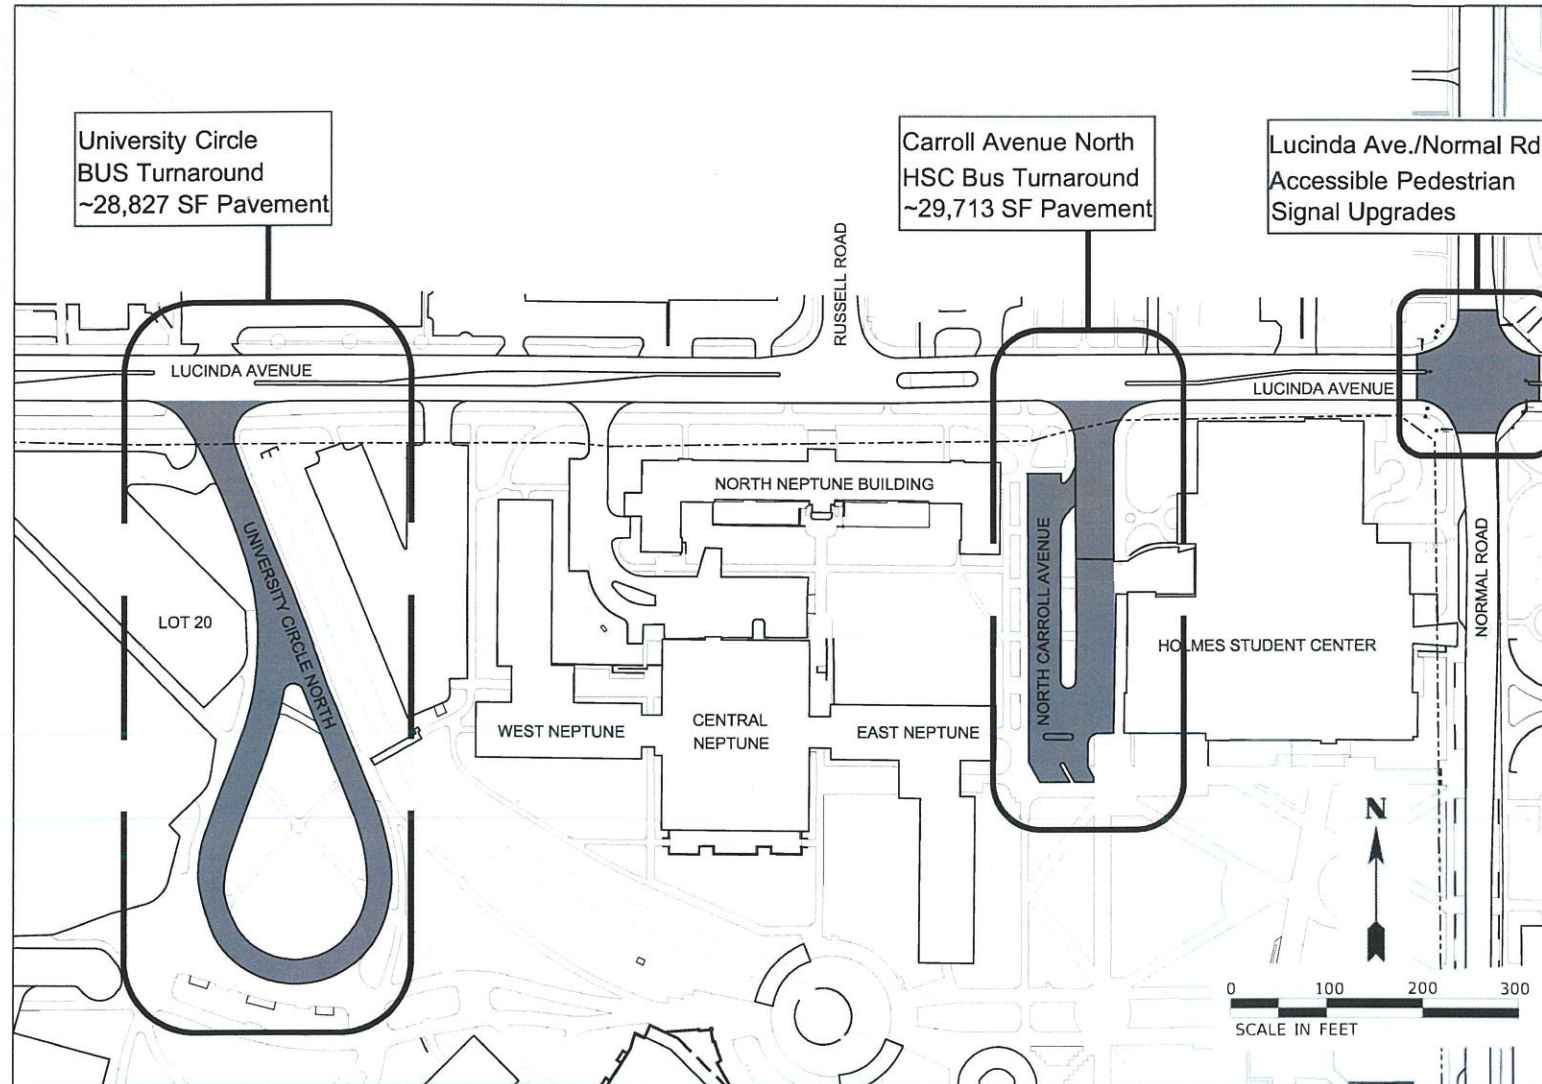 University Circle
BUS Turnaround
~28,827 SF Pavement
Carroll Avenue North
HSC Bus Turnaround
~29,713 SF Pavement
Lucinda Ave./Normal Rd
Accessible Pedestrian
Signal Upgrades
RUSSELL ROAD
LUCINDA AVENUE
LUCINDA AVENUE
NORTH NEPTUNE BUILDING
UNIVERSITY CIRCLE NORTH
NORTH CARROLL AVENUE
NORMAL ROAD
LOT 20
HOLMES STUDENT CENTER
WEST NEPTUNE
CENTRAL
NEPTUNE
EAST NEPTUNE
N
0 100 200 300
SCALE IN FEET